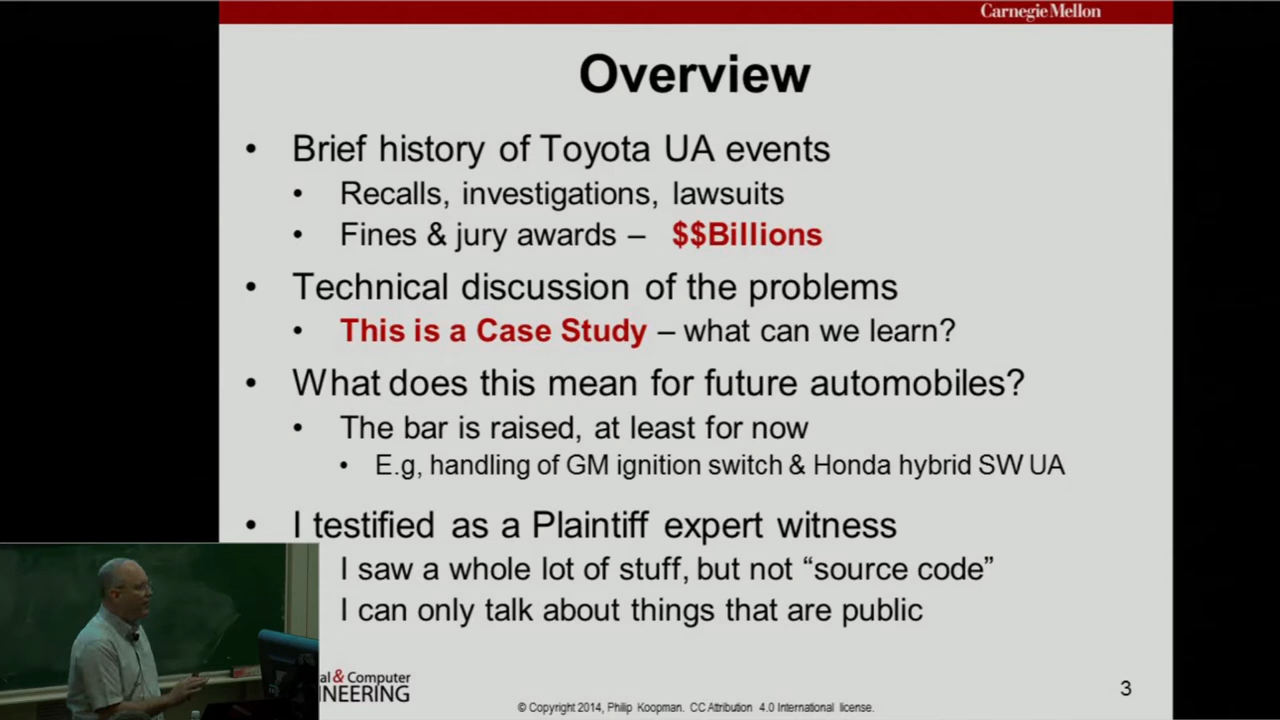 Carnegie Mellon
Overview
• Brief history of Toyota UA events
• Recalls, investigations, lawsuits
• Fines & jury awards – $$Billions
• Technical discussion of the problems
• This is a Case Study – what can we learn?
• What does this mean for future automobiles?
• The bar is raised, at least for now
• E.g, handling of GM ignition switch & Honda hybrid SW UA
• I testified as a Plaintiff expert witness
I saw a whole lot of stuff, but not “source code”
I can only talk about things that are public
al & Computer
NEERING
3
© Copyright 2014, Philip Koopman. CC Attribution 4.0 International license.